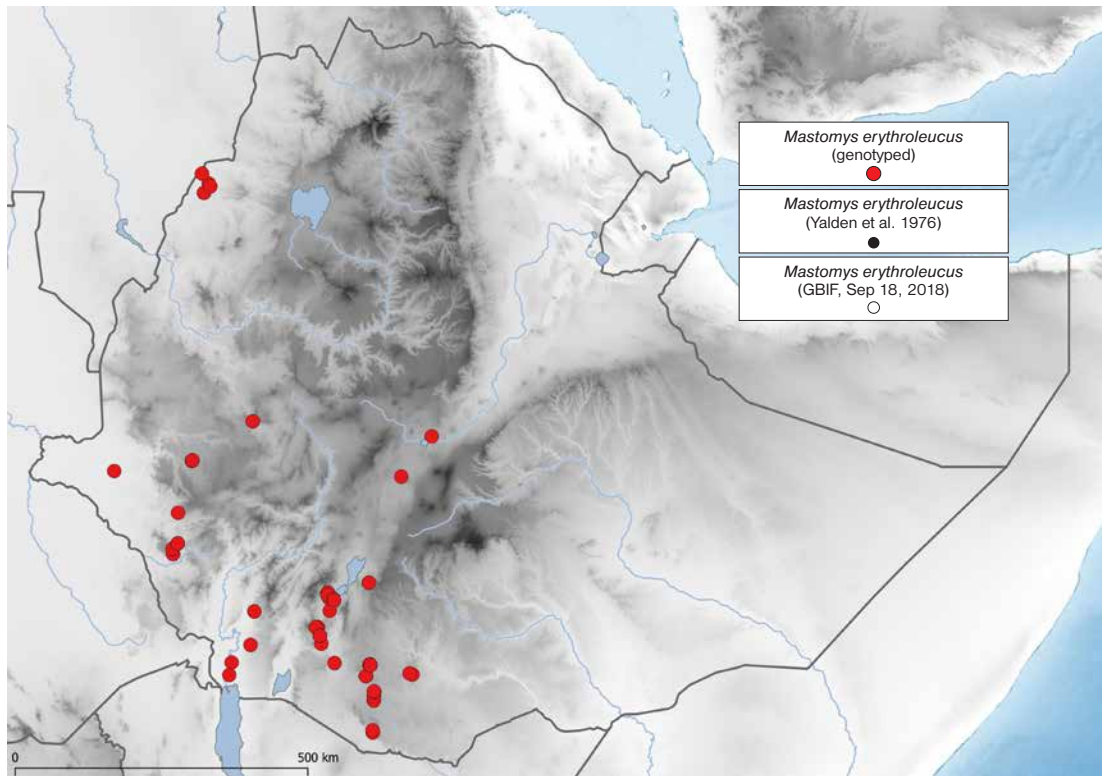 Mastomys erythroleucus
(genotyped)
Mastomys erythroleucus
(Yalden et al. 1976)
Mastomys erythroleucus
(GBIF, Sep 18, 2018)
0 500 km